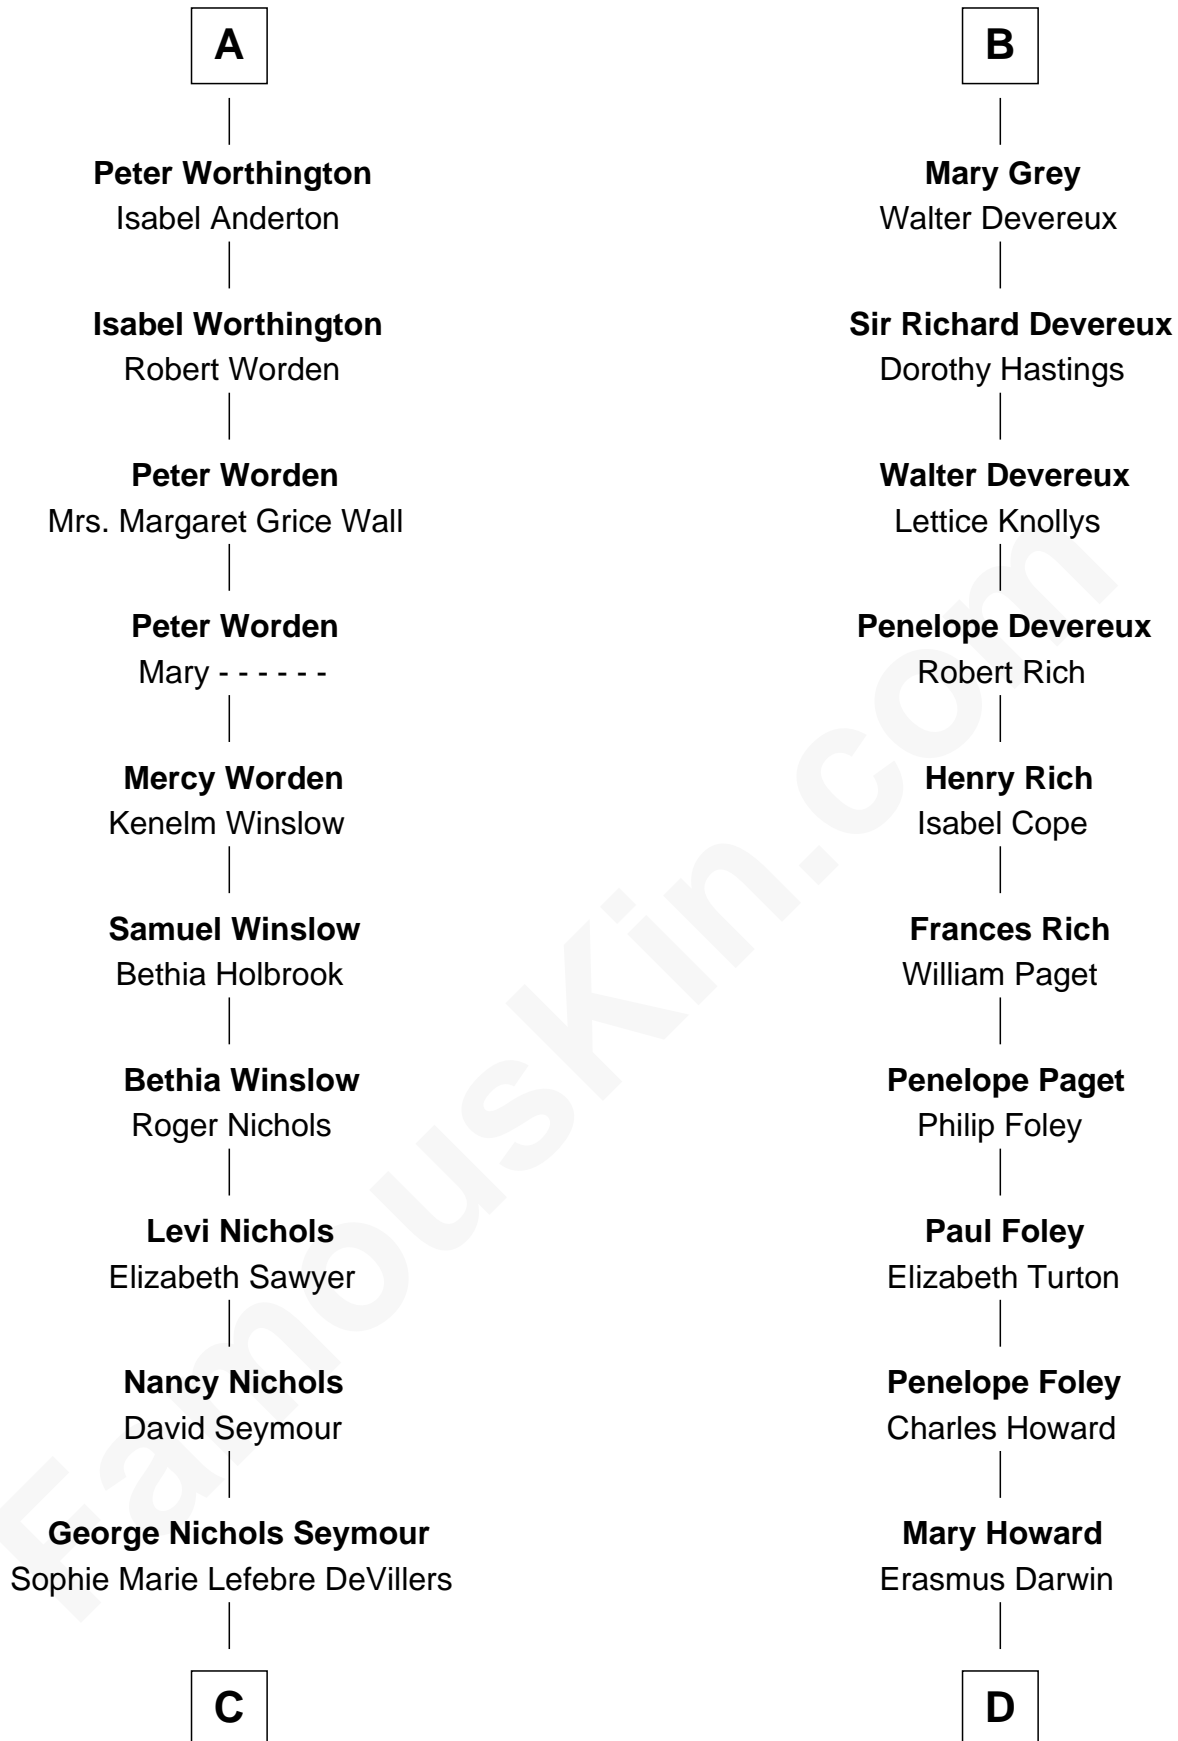 A
Peter Worthington
Isabel Anderton
Isabel Worthington
Robert Worden
Peter Worden
Mrs. Margaret Grice Wall
Peter Worden
Mary - - - - - -
Mercy Worden
Kenelm Winslow
Samuel Winslow
Bethia Holbrook
Bethia Winslow
Roger Nichols
Levi Nichols
Elizabeth Sawyer
Nancy Nichols
David Seymour
George Nichols Seymour
Sophie Marie Lefebre DeVillers
C
B
Mary Grey
Walter Devereux
Sir Richard Devereux
Dorothy Hastings
Walter Devereux
Lettice Knollys
Penelope Devereux
Robert Rich
Henry Rich
Isabel Cope
Frances Rich
William Paget
Penelope Paget
Philip Foley
Paul Foley
Elizabeth Turton
Penelope Foley
Charles Howard
Mary Howard
Erasmus Darwin
D
FamousKin.com